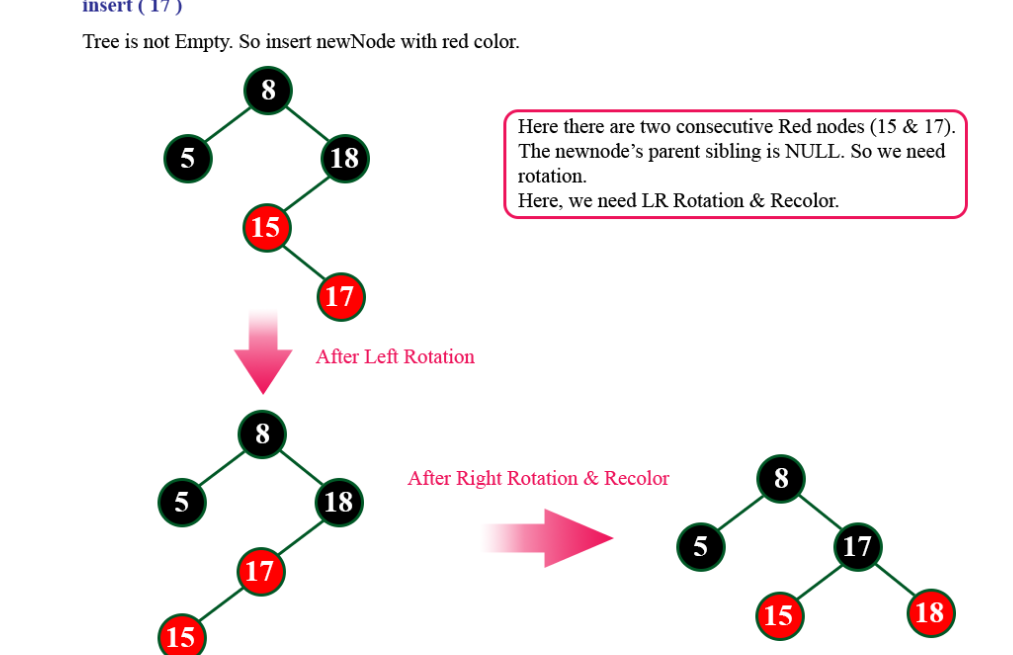 insert ( 17 )
Tree is not Empty. So insert newNode with red color.
8
5
18
15
17
Here there are two consecutive Red nodes (15 & 17).
The newnode’s parent sibling is NULL. So we need
rotation.
Here, we need LR Rotation & Recolor.
After Left Rotation
8
5
18
17
15
After Right Rotation & Recolor
8
5
17
15
18